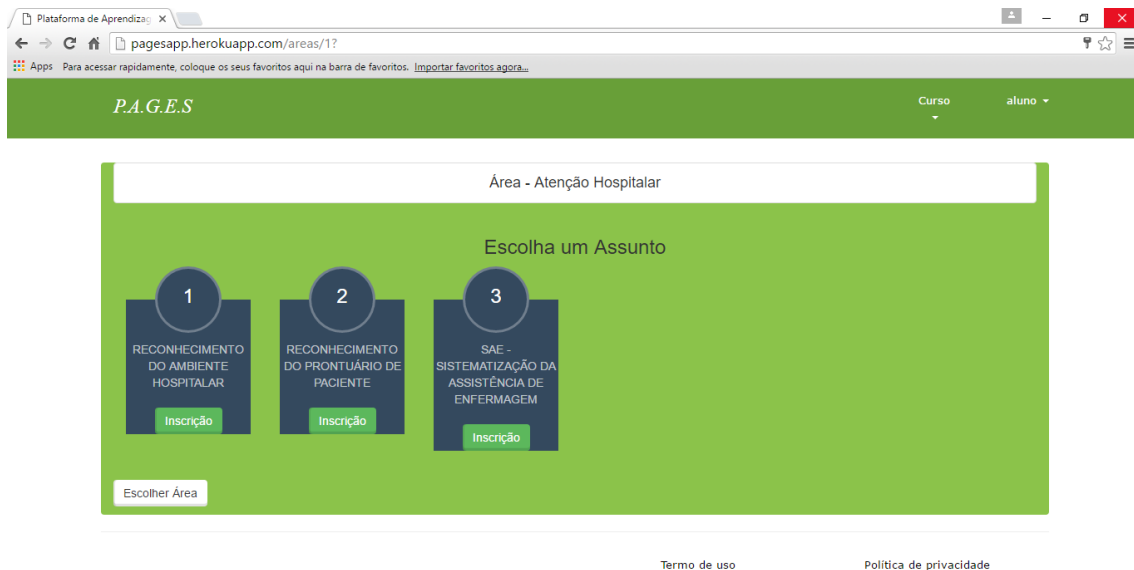 Plataforma de Aprendizag
pagesapp.herokuapp.com/areas/1?
Apps Para acessar rapidamente, coloque os seus favoritos aqui na barra de favoritos. Importar favoritos agora...
P.A.G.E.S
Curso
aluno
Área - Atenção Hospitalar
Escolha um Assunto
1
RECONHECIMENTO
DO AMBIENTE
HOSPITALAR
Inscrição
2
RECONHECIMENTO
DO PRONTUÁRIO DE
PACIENTE
Inscrição
3
SAE -
SISTEMATIZAÇÃO DA
ASSISTÊNCIA DE
ENFERMAGEM
Inscrição
Escolher Área
Termo de uso
Política de privacidade